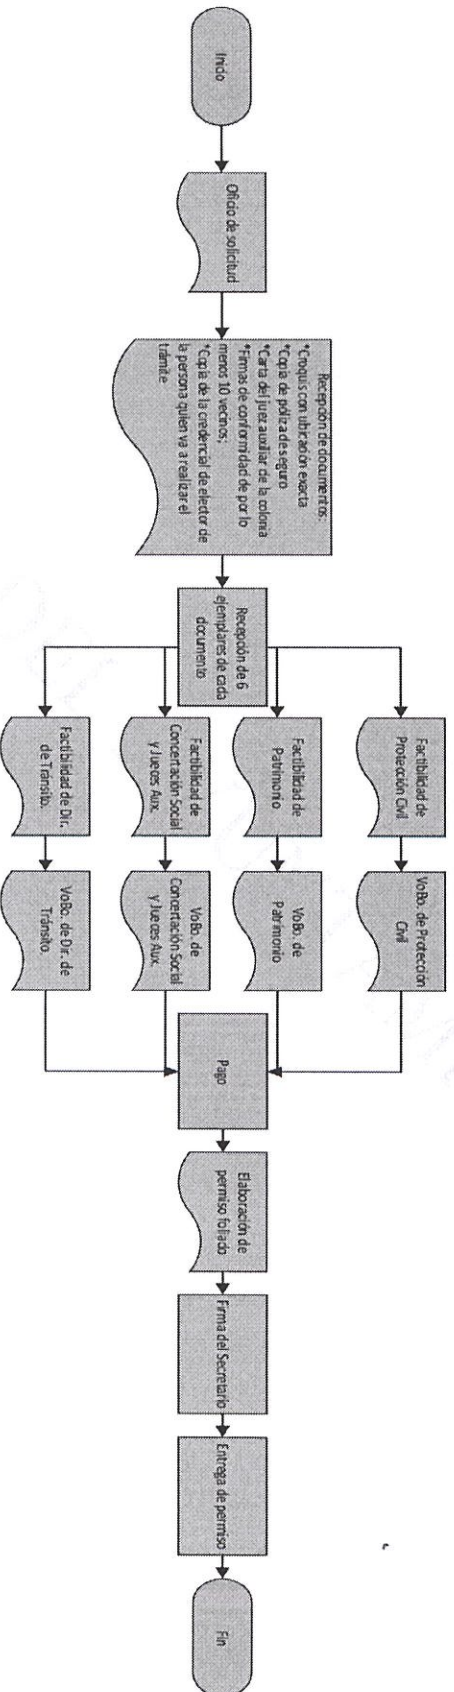 Inicio
Oficio de solicitud
Recepción de documentos:
*Croquis con ubicación exacta
*Copia de póliza de seguro
*Carta del juez auxiliar de la colonia
*Firmas de conformidad de por lo
menos 10 vecinos;
*Copia de la credencial de elector de
la persona quien va a realizar el
trámite
Recepción de 6
ejemplares de cada
documento
Factibilidad de
Protección Civil
VoBo. de Protección
Civil
Factibilidad de
Patrimonio
VoBo. de
Patrimonio
Factibilidad de
Concertación Social
y Jueces Aux.
VoBo. de
Concertación Social
y Jueces Aux.
Factibilidad de Dir.
de Tránsito.
VoBo. de Dir. de
Tránsito.
Pago
Elaboración de
permiso foliado
Firma del Secretario
Entrega de permiso
Fin